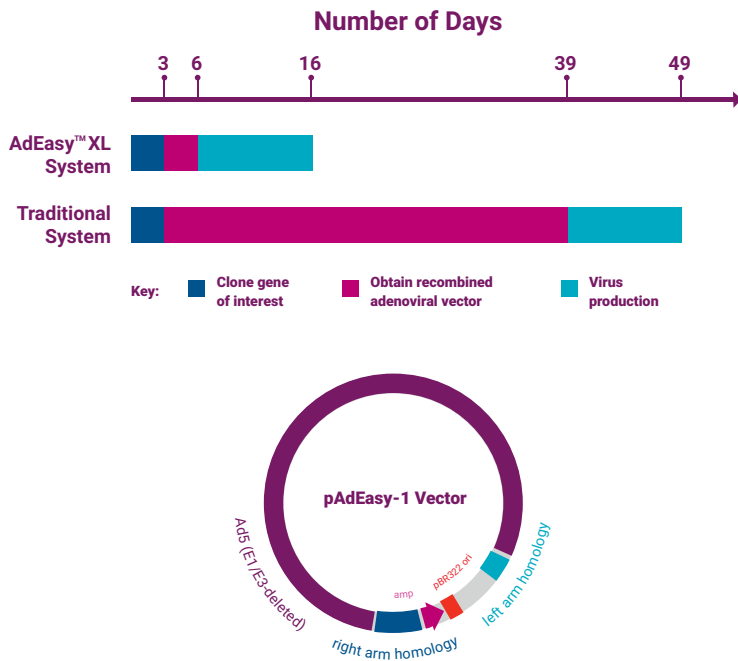 Number of Days
3 6 16 39 49
AdEasy™ XL
System
Traditional
System
Key:
Clone gene
of interest
Obtain recombined
adenoviral vector
Virus
production
pAdEasy-1 Vector
Ad5 (E1/E3-deleted)
amp
pBR322 ori
left arm homology
right arm homology